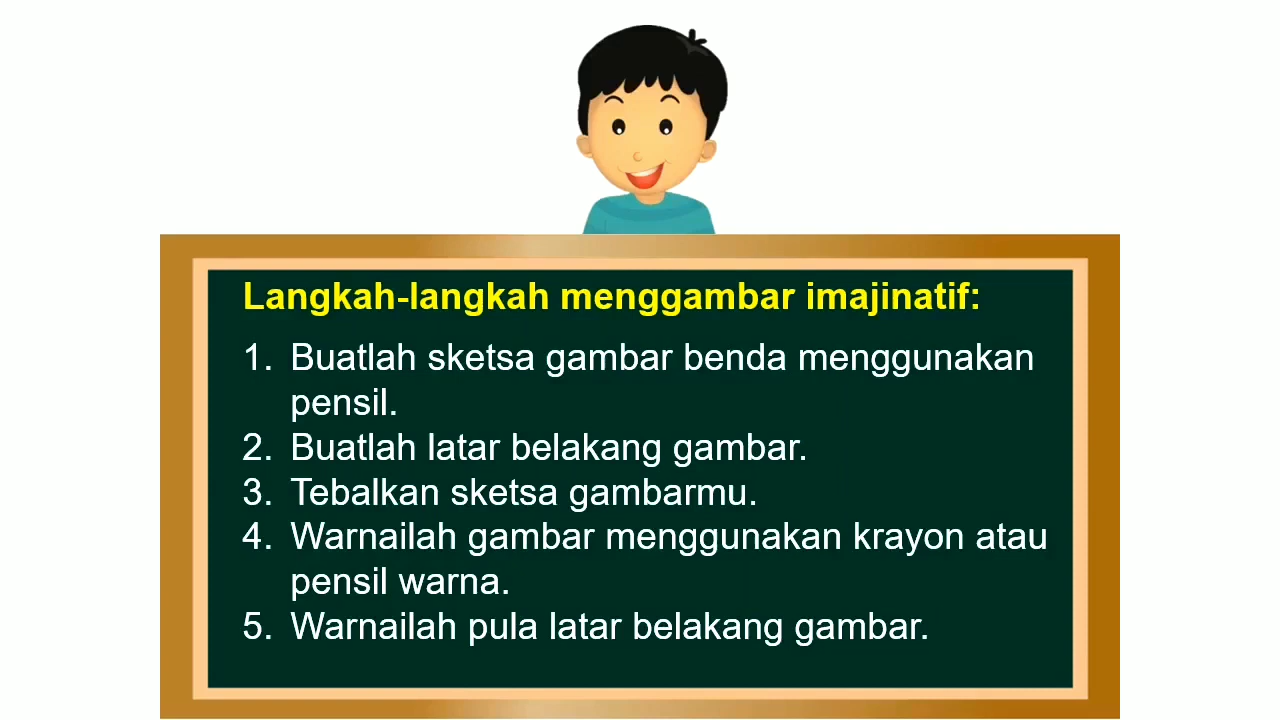 Langkah-langkah menggambar imajinatif:
1. Buatlah sketsa gambar benda menggunakan
pensil.
2. Buatlah latar belakang gambar.
3. Tebalkan sketsa gambarmu.
4. Warnailah gambar menggunakan krayon atau
pensil warna.
5. Warnailah pula latar belakang gambar.